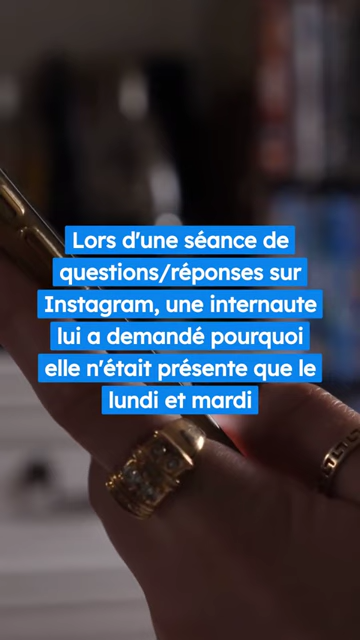 Lors d'une séance de
questions/réponses sur
Instagram, une internaute
lui a demandé pourquoi
elle n'était présente que le
lundi et mardi